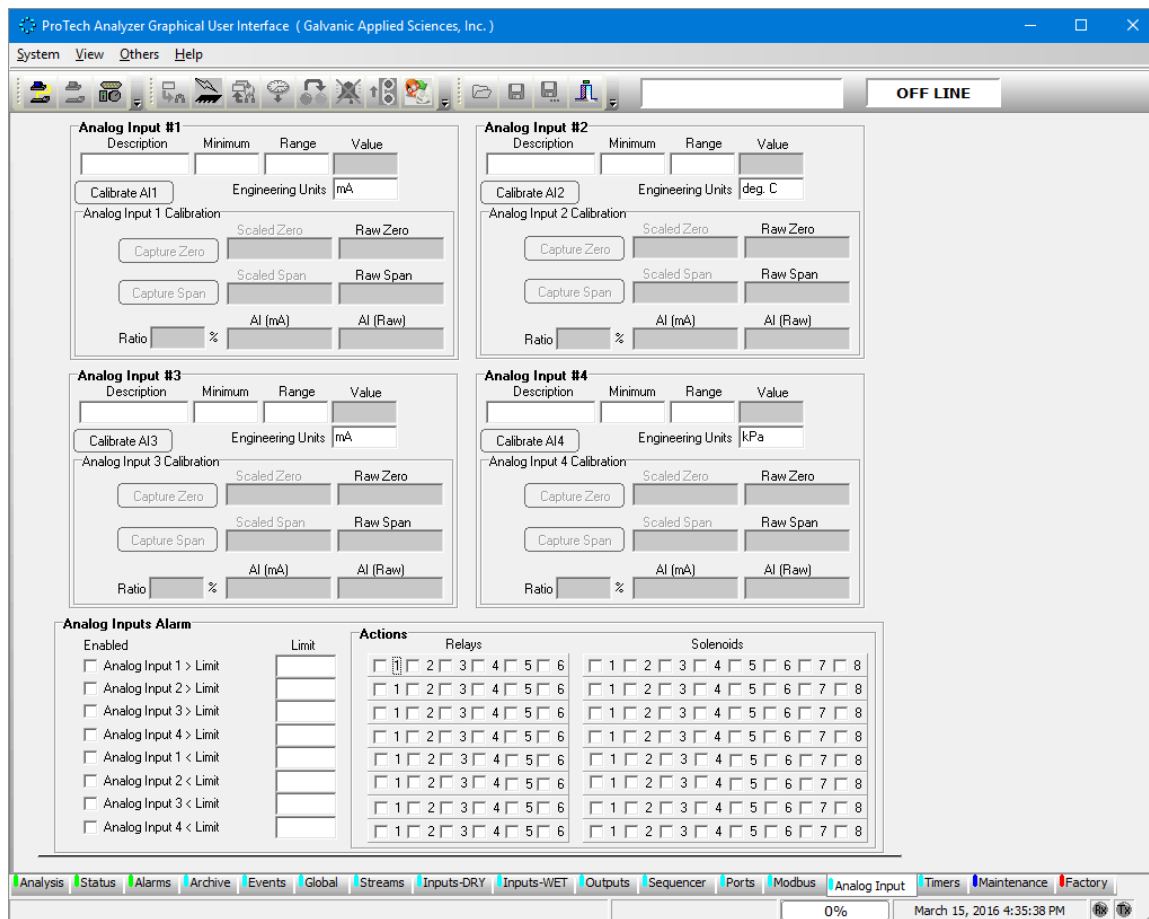 ProTech Analyzer Graphical User Interface ( Galvanic Applied Sciences, Inc. )
System View Others Help
OFF LINE
Analog Input #1
Description Minimum Range Value
Calibrate AI1 Engineering Units mA
Analog Input 1 Calibration
Scaled Zero Raw Zero
Capture Zero
Scaled Span Raw Span
Capture Span
AI (mA) AI (Raw)
Ratio %
Analog Input #2
Description Minimum Range Value
Calibrate AI2 Engineering Units deg. C
Analog Input 2 Calibration
Scaled Zero Raw Zero
Capture Zero
Scaled Span Raw Span
Capture Span
AI (mA) AI (Raw)
Ratio %
Analog Input #3
Description Minimum Range Value
Calibrate AI3 Engineering Units mA
Analog Input 3 Calibration
Scaled Zero Raw Zero
Capture Zero
Scaled Span Raw Span
Capture Span
AI (mA) AI (Raw)
Ratio %
Analog Input #4
Description Minimum Range Value
Calibrate AI4 Engineering Units kPa
Analog Input 4 Calibration
Scaled Zero Raw Zero
Capture Zero
Scaled Span Raw Span
Capture Span
AI (mA) AI (Raw)
Ratio %
Analog Inputs Alarm
Actions
Enabled Limit Relays Solenoids
Analog Input 1 > Limit 1 2 3 4 5 6 1 2 3 4 5 6 7 8
Analog Input 2 > Limit 1 2 3 4 5 6 1 2 3 4 5 6 7 8
Analog Input 3 > Limit 1 2 3 4 5 6 1 2 3 4 5 6 7 8
Analog Input 4 > Limit 1 2 3 4 5 6 1 2 3 4 5 6 7 8
Analog Input 1 < Limit 1 2 3 4 5 6 1 2 3 4 5 6 7 8
Analog Input 2 < Limit 1 2 3 4 5 6 1 2 3 4 5 6 7 8
Analog Input 3 < Limit 1 2 3 4 5 6 1 2 3 4 5 6 7 8
Analog Input 4 < Limit 1 2 3 4 5 6 1 2 3 4 5 6 7 8
Analysis Status Alarms Archive Events Global Streams Inputs-DRY Inputs-WET Outputs Sequencer Ports Modbus Analog Input Timers Maintenance Factory
0% March 15, 2016 4:35:38 PM Rx Tx